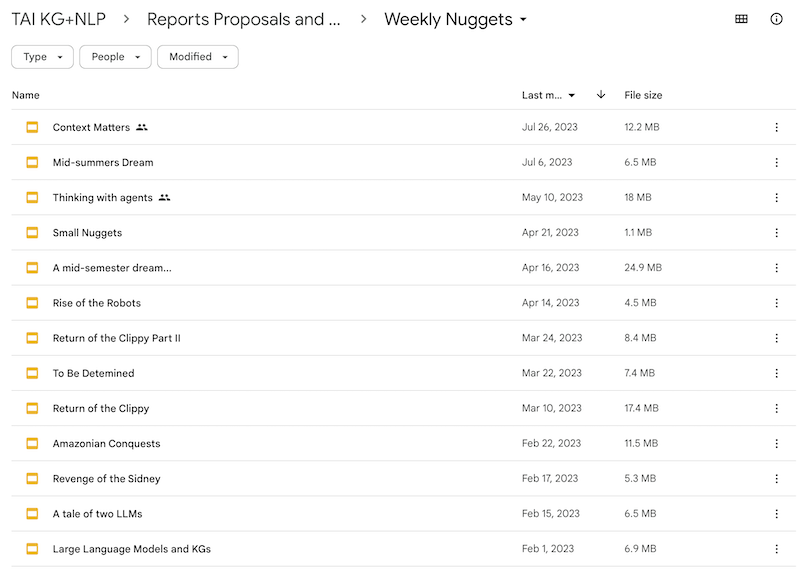 TAI KG+NLP > Reports Proposals and ... > Weekly Nuggets
Type People Modified
Name Last m... File size
Context Matters Jul 26, 2023 12.2 MB
Mid-summers Dream Jul 6, 2023 6.5 MB
Thinking with agents May 10, 2023 18 MB
Small Nuggets Apr 21, 2023 1.1 MB
A mid-semester dream... Apr 16, 2023 24.9 MB
Rise of the Robots Apr 14, 2023 4.5 MB
Return of the Clippy Part II Mar 24, 2023 8.4 MB
To Be Detemined Mar 22, 2023 7.4 MB
Return of the Clippy Mar 10, 2023 17.4 MB
Amazonian Conquests Feb 22, 2023 11.5 MB
Revenge of the Sidney Feb 17, 2023 5.3 MB
A tale of two LLMs Feb 15, 2023 6.5 MB
Large Language Models and KGs Feb 1, 2023 6.9 MB